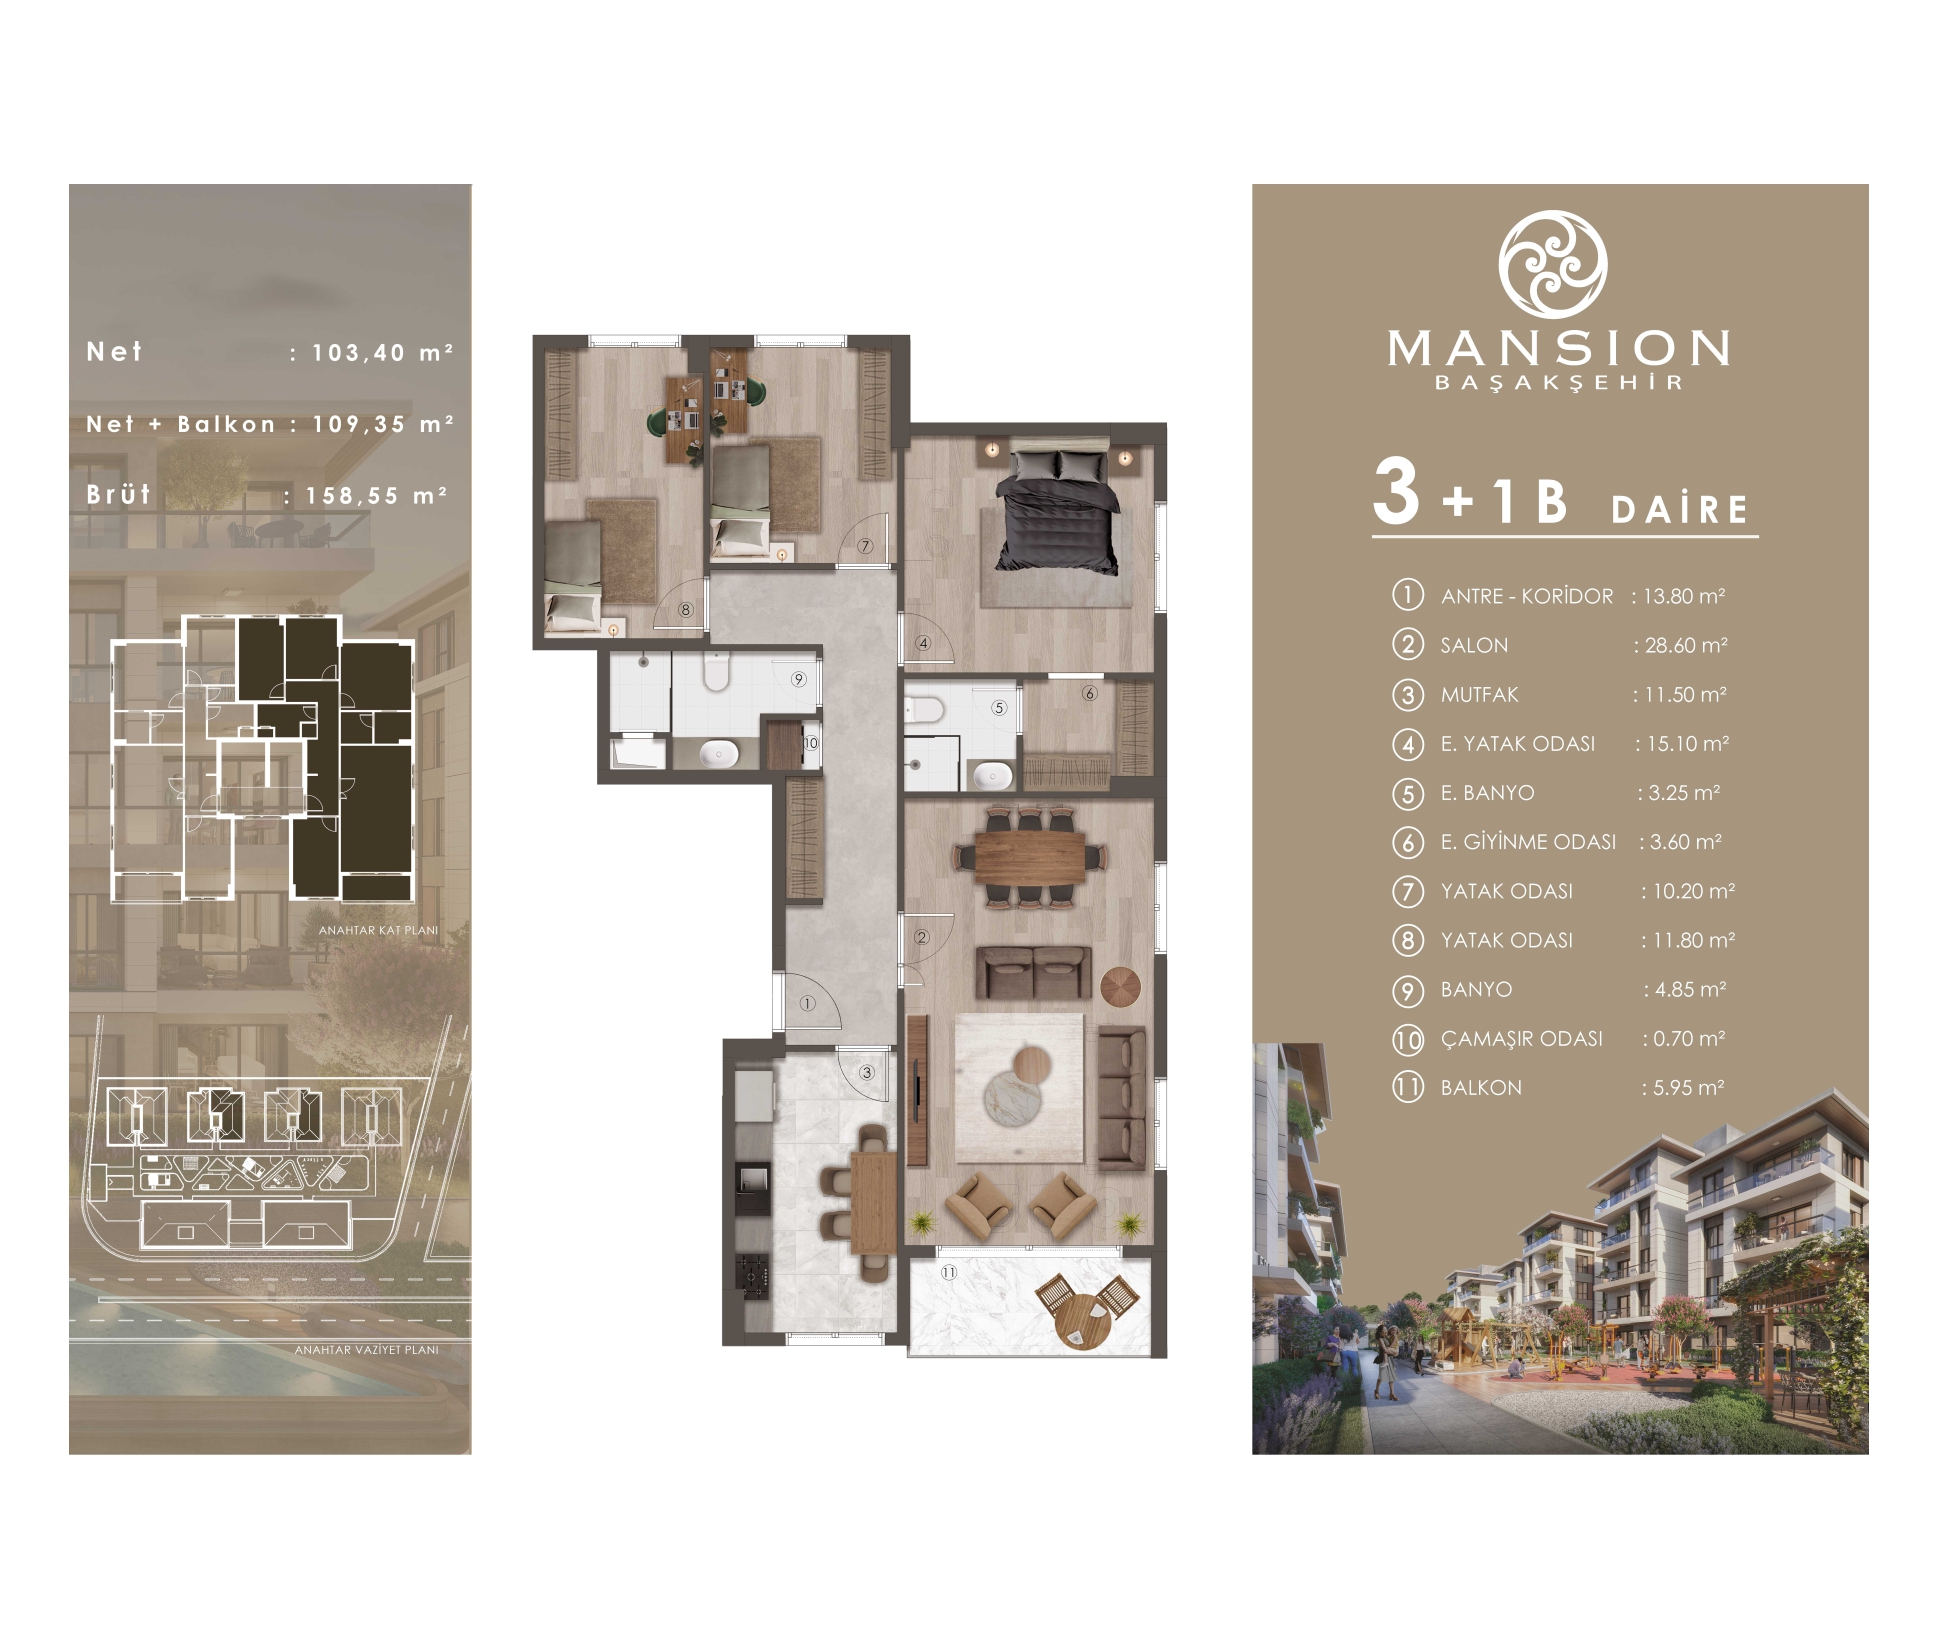 Net : 103,40 m²
Net + Balkon : 109,35 m²
Brüt : 158,55 m²
ANAHTAR KAT PLANI
ANAHTAR VAZİYET PLANI
8
7
4
9
10
5
6
2
1
3
11
MANSION
BAŞAKŞEHİR
3+1B DAİRE
1 ANTRE - KORİDOR : 13.80 m²
2 SALON : 28.60 m²
3 MUTFAK : 11.50 m²
4 E. YATAK ODASI : 15.10 m²
5 E. BANYO : 3.25 m²
6 E. GİYİNME ODASI : 3.60 m²
7 YATAK ODASI : 10.20 m²
8 YATAK ODASI : 11.80 m²
9 BANYO : 4.85 m²
10 ÇAMAŞIR ODASI : 0.70 m²
11 BALKON : 5.95 m²